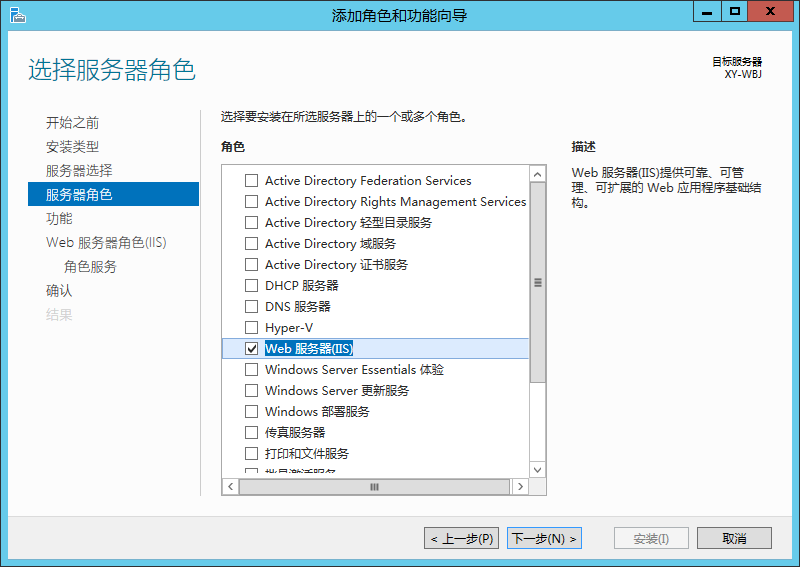 添加角色和功能向导
选择服务器角色
目标服务器
XY-WBJ
开始之前
安装类型
服务器选择
服务器角色
功能
Web 服务器角色(IIS)
角色服务
确认
结果
选择要安装在所选服务器上的一个或多个角色。
角色
Active Directory Federation Services
Active Directory Rights Management Services
Active Directory 轻型目录服务
Active Directory 域服务
Active Directory 证书服务
DHCP 服务器
DNS 服务器
Hyper-V
Web 服务器(IIS)
Windows Server Essentials 体验
Windows Server 更新服务
Windows 部署服务
传真服务器
打印和文件服务
批量激活服务
描述
Web 服务器(IIS)提供可靠、可管
理、可扩展的 Web 应用程序基础结
构。
< 上一步(P)
下一步(N) >
安装(I)
取消